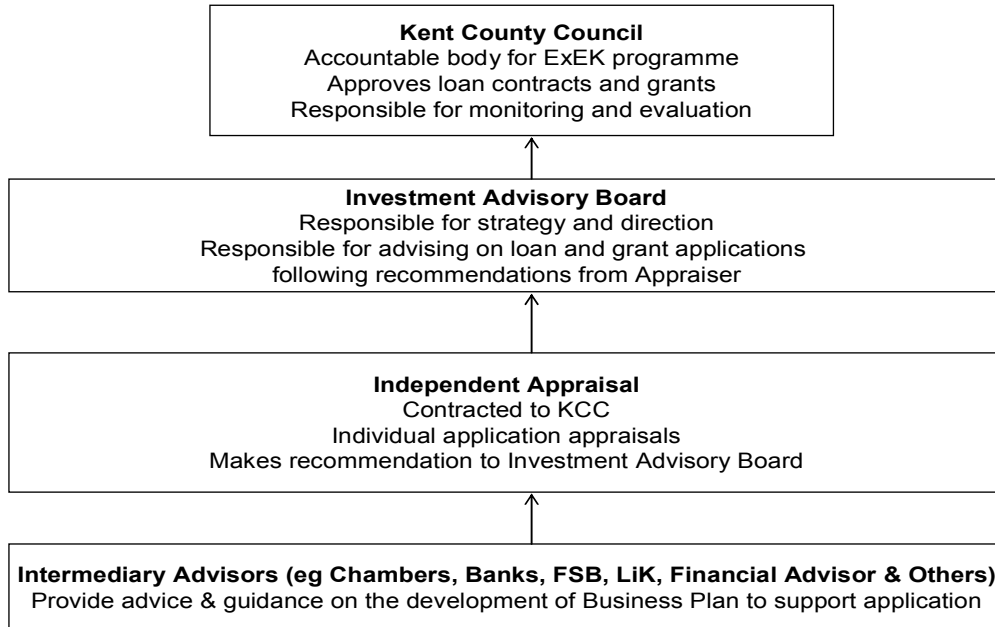 Kent County Council
Accountable body for ExEK programme
Approves loan contracts and grants
Responsible for monitoring and evaluation
Investment Advisory Board
Responsible for strategy and direction
Responsible for advising on loan and grant applications
following recommendations from Appraiser
Independent Appraisal
Contracted to KCC
Individual application appraisals
Makes recommendation to Investment Advisory Board
Intermediary Advisors (eg Chambers, Banks, FSB, LiK, Financial Advisor & Others)
Provide advice & guidance on the development of Business Plan to support application